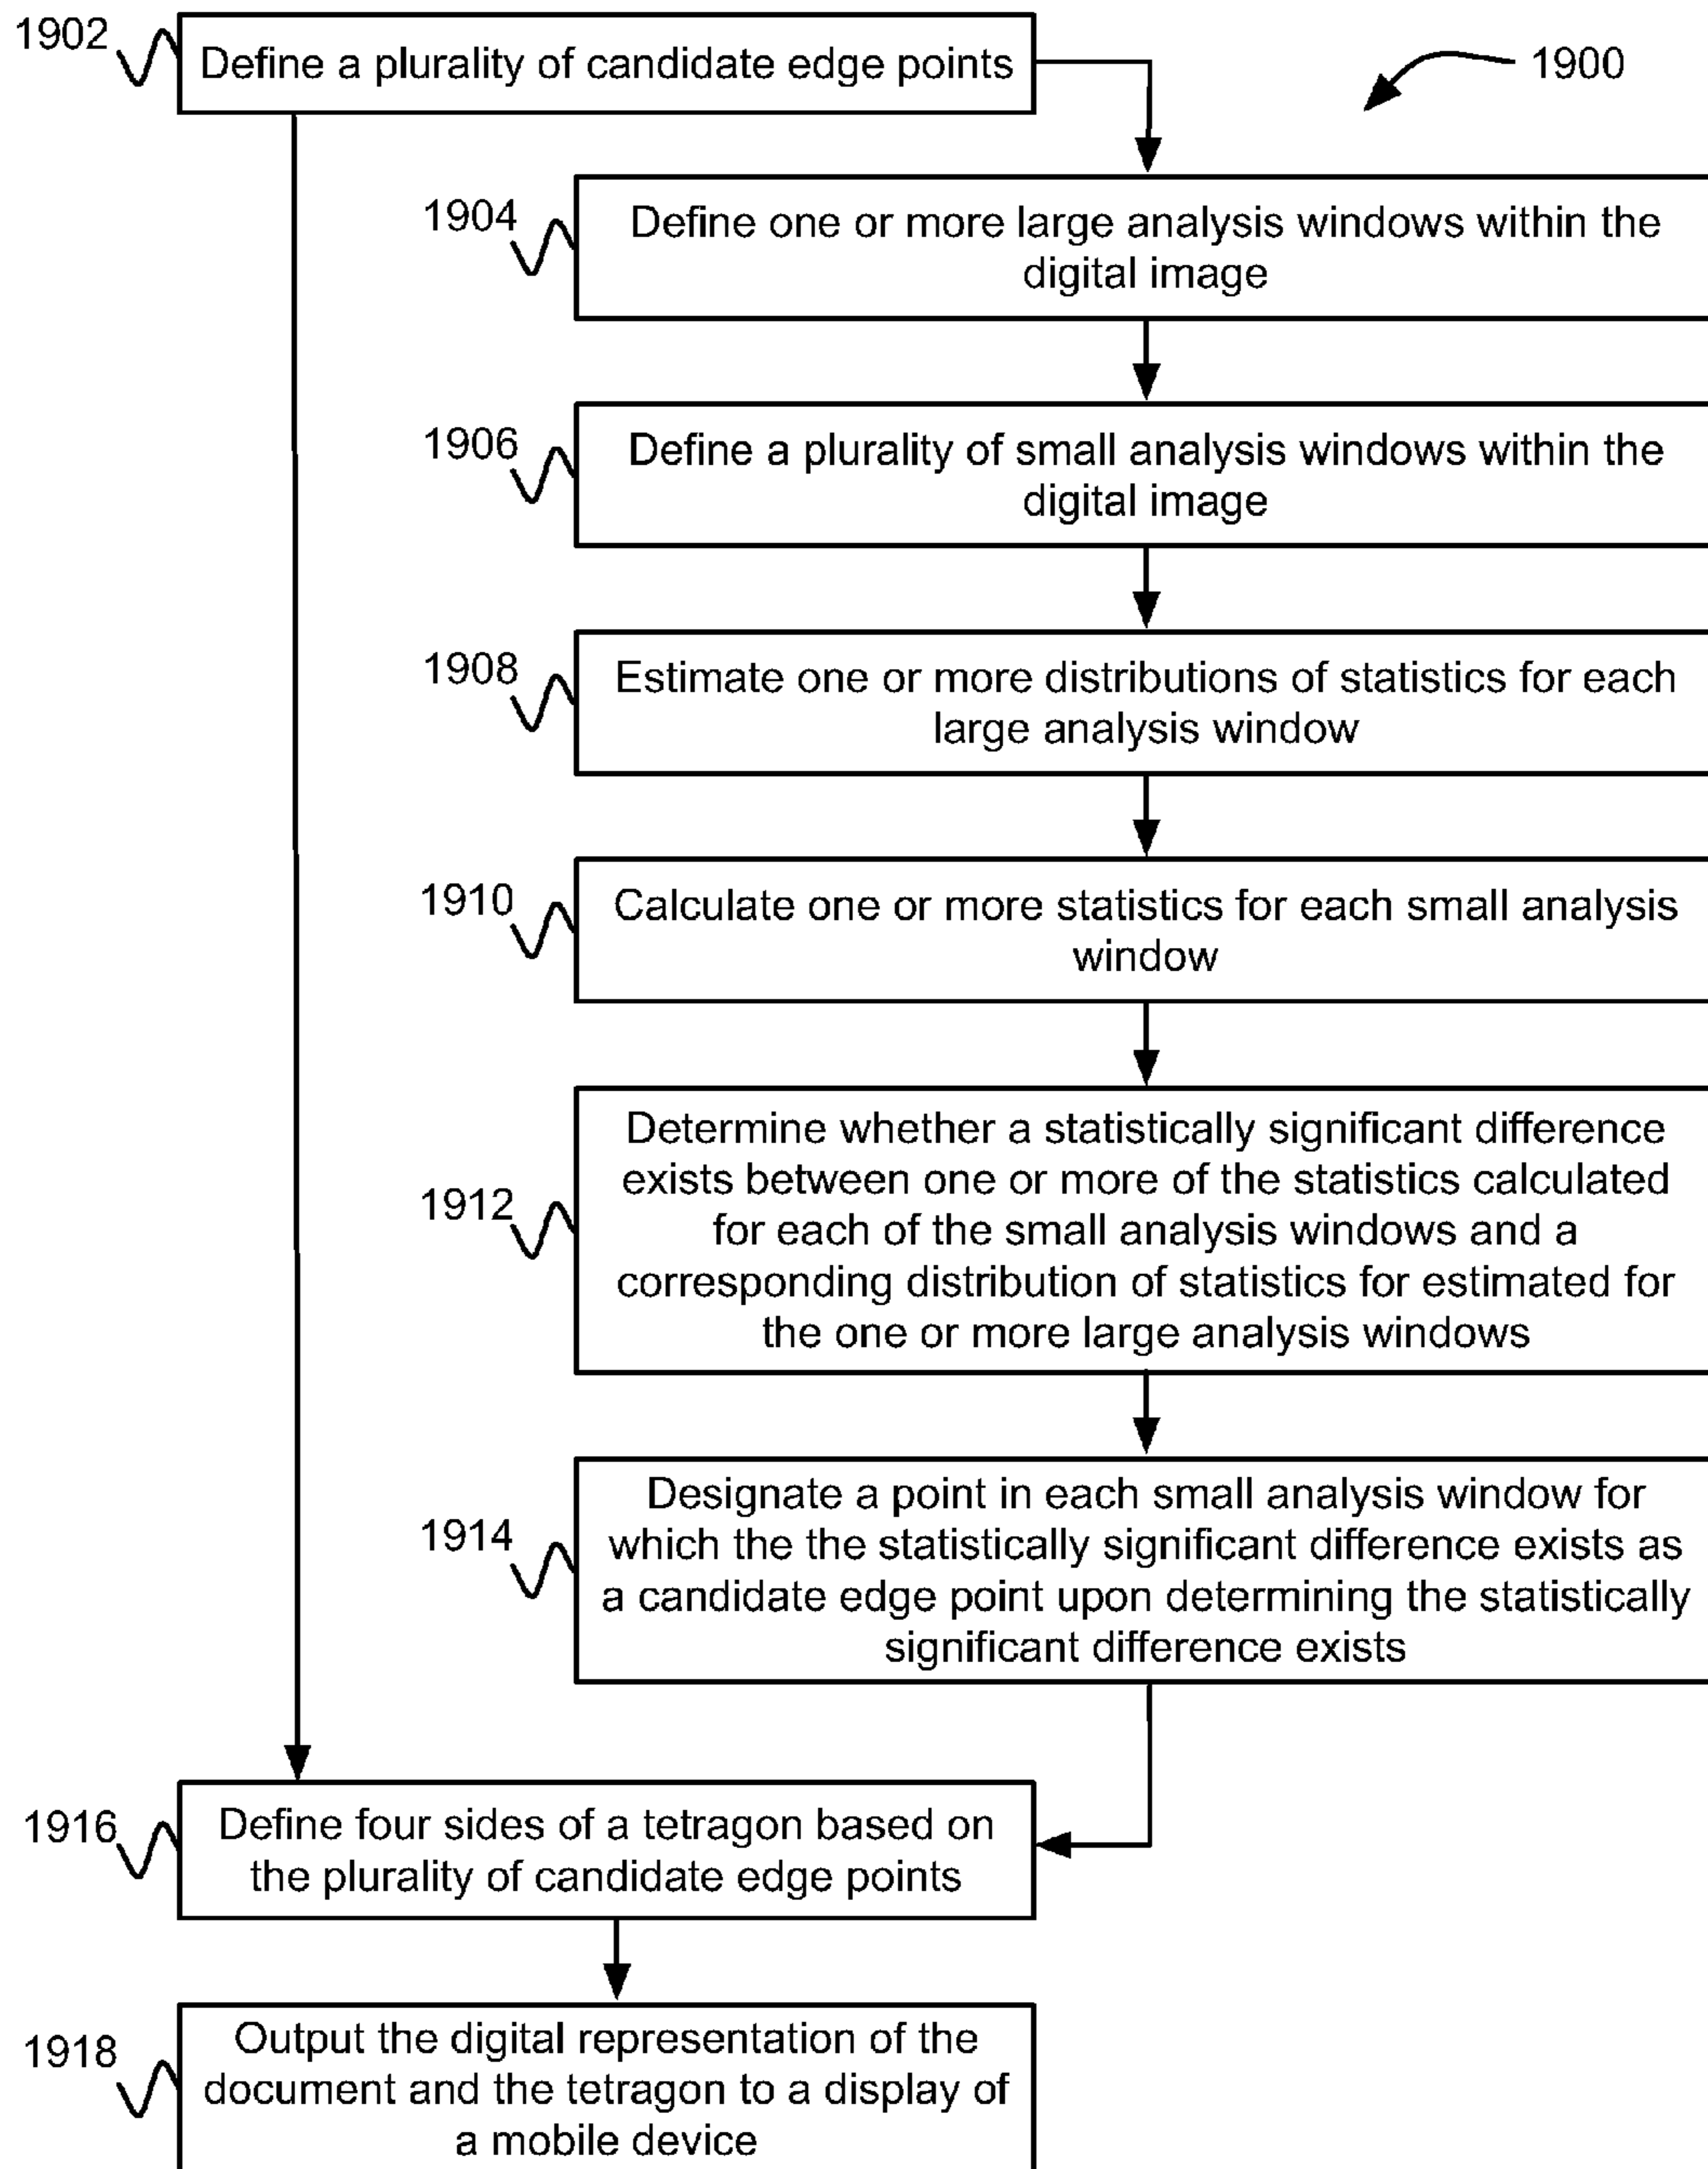 1902
Define a plurality of candidate edge points
1900
1904
Define one or more large analysis windows within the
digital image
1906
Define a plurality of small analysis windows within the
digital image
1908
Estimate one or more distributions of statistics for each
large analysis window
1910
Calculate one or more statistics for each small analysis
window
1912
Determine whether a statistically significant difference
exists between one or more of the statistics calculated
for each of the small analysis windows and a
corresponding distribution of statistics for estimated for
the one or more large analysis windows
1914
Designate a point in each small analysis window for
which the the statistically significant difference exists as
a candidate edge point upon determining the statistically
significant difference exists
1916
Define four sides of a tetragon based on
the plurality of candidate edge points
1918
Output the digital representation of the
document and the tetragon to a display of
a mobile device